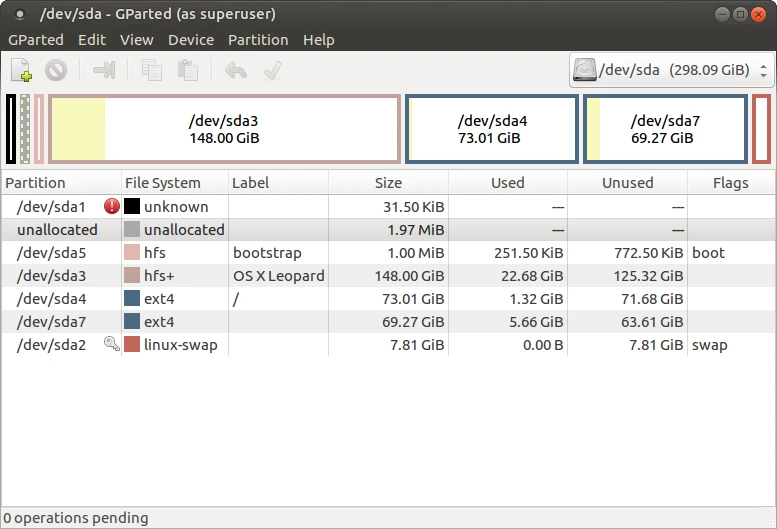 /dev/sda - GParted (as superuser)
GParted Edit View Device Partition Help
/dev/sda (298.09 GiB)
/dev/sda3 /dev/sda4 /dev/sda7
148.00 GiB 73.01 GiB 69.27 GiB
Partition File System Label Size Used Unused Flags
/dev/sda1 unknown 31.50 KiB --- ---
unallocated unallocated 1.97 MiB --- ---
/dev/sda5 hfs bootstrap 1.00 MiB 251.50 KiB 772.50 KiB boot
/dev/sda3 hfs+ OS X Leopard 148.00 GiB 22.68 GiB 125.32 GiB
/dev/sda4 ext4 / 73.01 GiB 1.32 GiB 71.68 GiB
/dev/sda7 ext4 69.27 GiB 5.66 GiB 63.61 GiB
/dev/sda2 linux-swap 7.81 GiB 0.00 B 7.81 GiB swap
0 operations pending